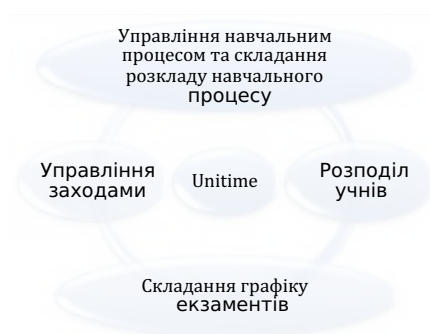 Управління навчальним
процесом та складання
розкладу навчального
процесу
Управління
заходами
Unitime
Розподіл
учнів
Складання графіку
екзаментів